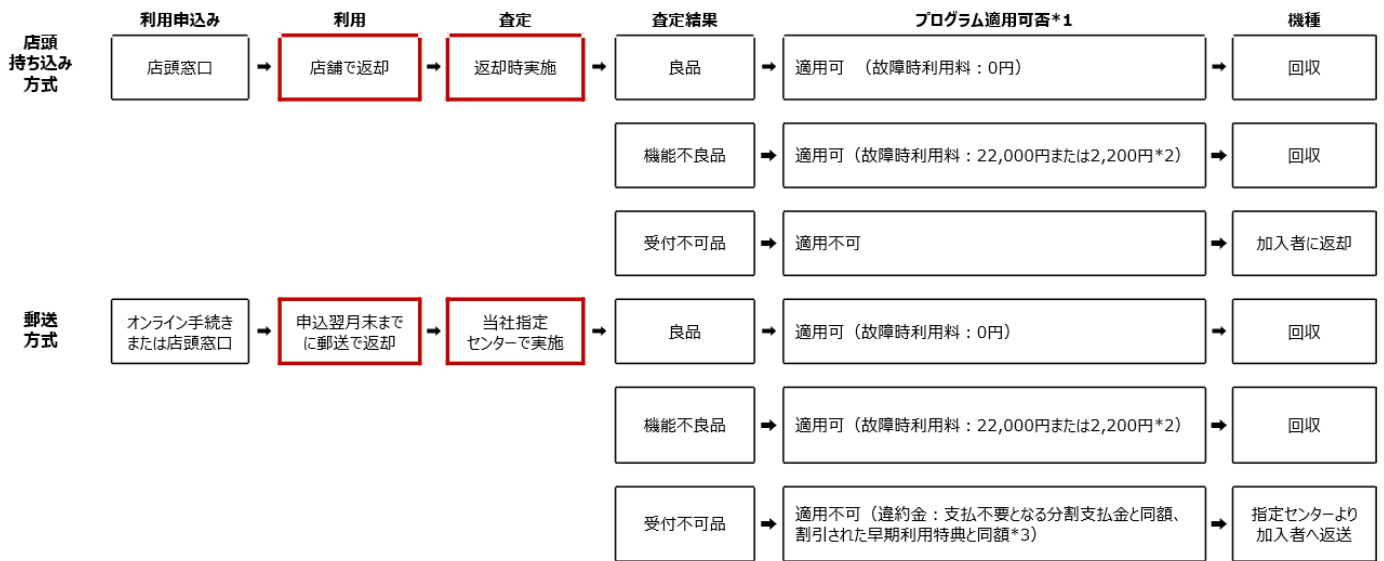 利用申込み 利用 査定 査定結果 プログラム適用可否*1 機種
店頭
持ち込み
方式
店頭窓口 ➡ 店舗で返却 ➡ 返却時実施 ➡ 良品 ➡ 適用可 （故障時利用料：0円） ➡ 回収
機能不良品 ➡ 適用可（故障時利用料：22,000円または2,200円*2） ➡ 回収
受付不可品 ➡ 適用不可 ➡ 加入者に返却
郵送
方式
オンライン手続き
または店頭窓口
➡
申込翌月末まで
に郵送で返却
➡
当社指定
センターで実施
➡ 良品 ➡ 適用可（故障時利用料：0円） ➡ 回収
機能不良品 ➡ 適用可（故障時利用料：22,000円または2,200円*2） ➡ 回収
受付不可品 ➡
適用不可（違約金：支払不要となる分割支払金と同額、
割引された早期利用特典と同額*3）
➡
指定センターより
加入者へ返送